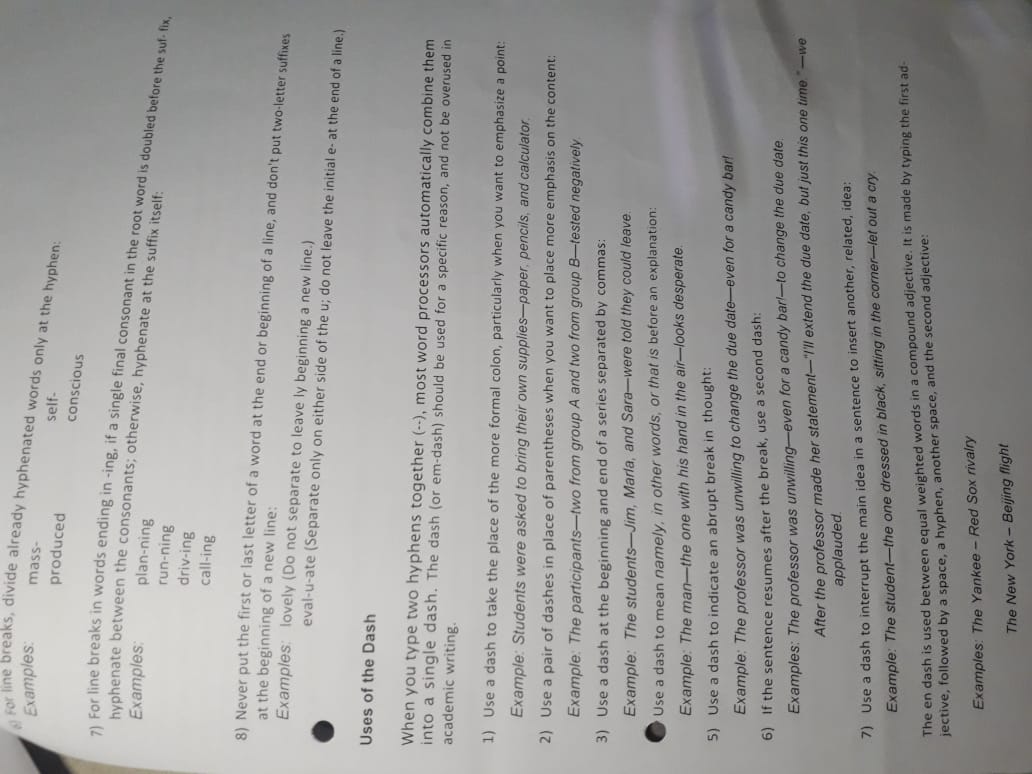 6) For line breaks, divide already hyphenated words only at the hyphen:
Examples: mass- self-
produced conscious
7) For line breaks in words ending in -ing, if a single final consonant in the root word is doubled before the suf- fix,
hyphenate between the consonants; otherwise, hyphenate at the suffix itself:
Examples: plan-ning
run-ning
driv-ing
call-ing
8) Never put the first or last letter of a word at the end or beginning of a line, and don't put two-letter suffixes
at the beginning of a new line:
Examples: lovely (Do not separate to leave ly beginning a new line.)
eval-u-ate (Separate only on either side of the u; do not leave the initial e- at the end of a line.)
Uses of the Dash
When you type two hyphens together (--), most word processors automatically combine them
into a single dash. The dash (or em-dash) should be used for a specific reason, and not be overused in
academic writing.
1) Use a dash to take the place of the more formal colon, particularly when you want to emphasize a point:
Example: Students were asked to bring their own supplies—paper, pencils, and calculator.
2) Use a pair of dashes in place of parentheses when you want to place more emphasis on the content:
Example: The participants—two from group A and two from group B—tested negatively.
3) Use a dash at the beginning and end of a series separated by commas:
Example: The students—Jim, Marla, and Sara—were told they could leave.
Use a dash to mean namely, in other words, or that is before an explanation:
Example: The man—the one with his hand in the air—looks desperate.
5) Use a dash to indicate an abrupt break in thought:
Example: The professor was unwilling to change the due date—even for a candy bar!
6) If the sentence resumes after the break, use a second dash:
Examples: The professor was unwilling—even for a candy bar!—to change the due date.
After the professor made her statement—"I'll extend the due date, but just this one time."—we
applauded.
7) Use a dash to interrupt the main idea in a sentence to insert another, related, idea:
Example: The student—the one dressed in black, sitting in the corner—let out a cry.
The en dash is used between equal weighted words in a compound adjective. It is made by typing the first ad-
jective, followed by a space, a hyphen, another space, and the second adjective:
Examples: The Yankee – Red Sox rivalry
The New York – Beijing flight